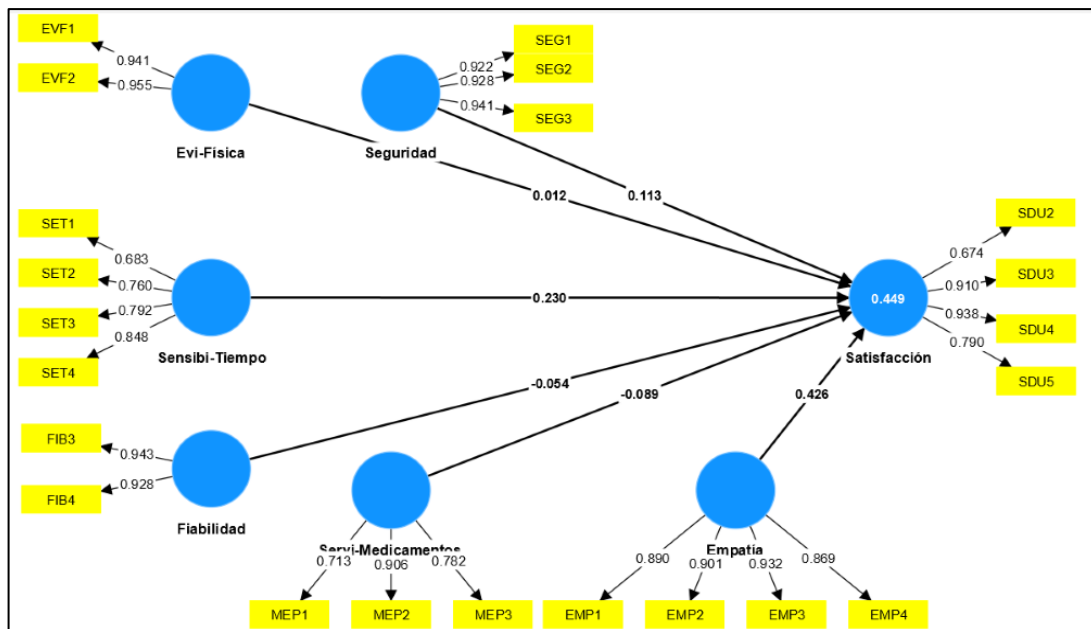 EVF1
0.941
EVF2
0.955
Evi-Física
SEG1
0.922
SEG2
0.928
0.941
SEG3
Seguridad
0.012
0.113
SET1
0.683
SET2
0.760
SET3
0.792
SET4
0.848
Sensibi-Tiempo
0.230
SDU2
0.674
SDU3
0.910
0.449
0.938
SDU4
0.790
SDU5
Satisfacción
-0.054
-0.089
0.426
FIB3
0.943
FIB4
0.928
Fiabilidad
Servi-Medicamentos
0.713
0.906
0.782
MEP1
MEP2
MEP3
Empatía
0.890
0.901
0.932
0.869
EMP1
EMP2
EMP3
EMP4